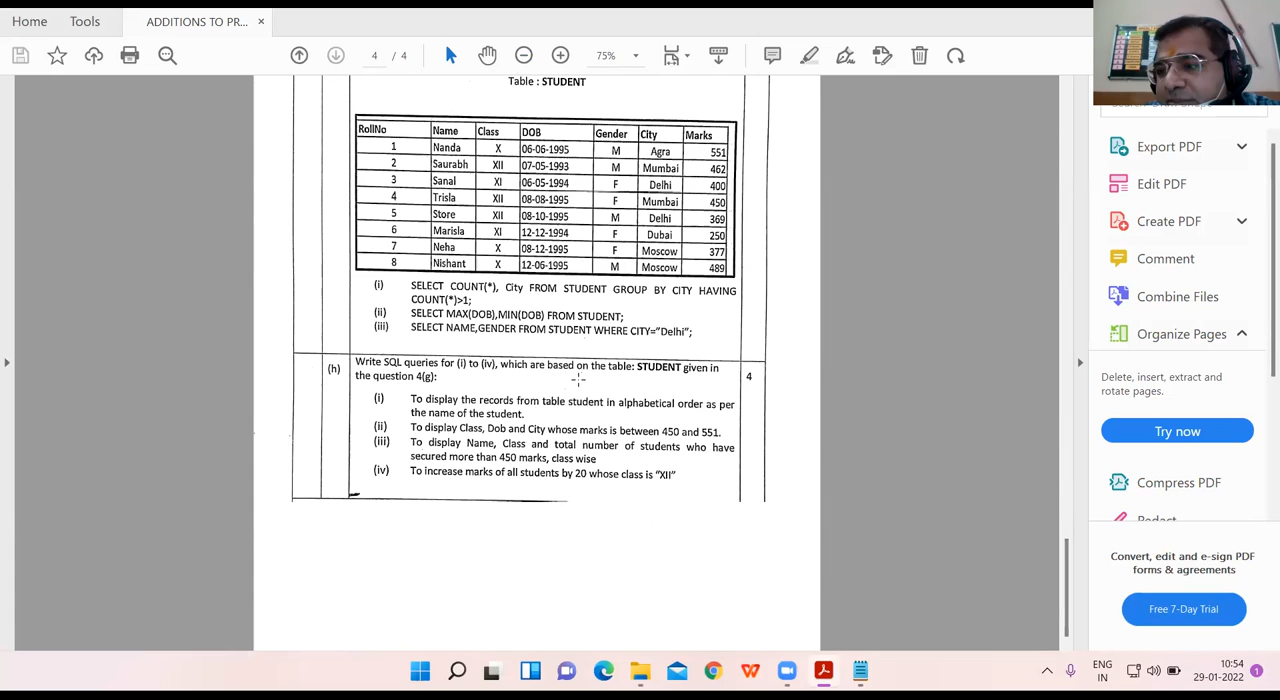 Home Tools ADDITIONS TO PR... ×
4 / 4 75%
Table : STUDENT
RollNo Name Class DOB Gender City Marks
1 Nanda X 06-06-1995 M Agra 551
2 Saurabh XII 07-05-1993 M Mumbai 462
3 Sanal XI 06-05-1994 F Delhi 400
4 Trisla XII 08-08-1995 F Mumbai 450
5 Store XII 08-10-1995 M Delhi 369
6 Marisla XI 12-12-1994 F Dubai 250
7 Neha X 08-12-1995 F Moscow 377
8 Nishant X 12-06-1995 M Moscow 489
(i) SELECT COUNT(*), City FROM STUDENT GROUP BY CITY HAVING
COUNT(*)>1;
(ii) SELECT MAX(DOB),MIN(DOB) FROM STUDENT;
(iii) SELECT NAME,GENDER FROM STUDENT WHERE CITY="Delhi";
(h) Write SQL queries for (i) to (iv), which are based on the table: STUDENT given in 4
the question 4(g):
(i) To display the records from table student in alphabetical order as per
the name of the student.
(ii) To display Class, Dob and City whose marks is between 450 and 551.
(iii) To display Name, Class and total number of students who have
secured more than 450 marks, class wise
(iv) To increase marks of all students by 20 whose class is "XII"
Export PDF
Edit PDF
Create PDF
Comment
Combine Files
Organize Pages
Delete, insert, extract and
rotate pages.
Try now
Compress PDF
Redact
Convert, edit and e-sign PDF
forms & agreements
Free 7-Day Trial
ENG
IN
10:54
29-01-2022
1